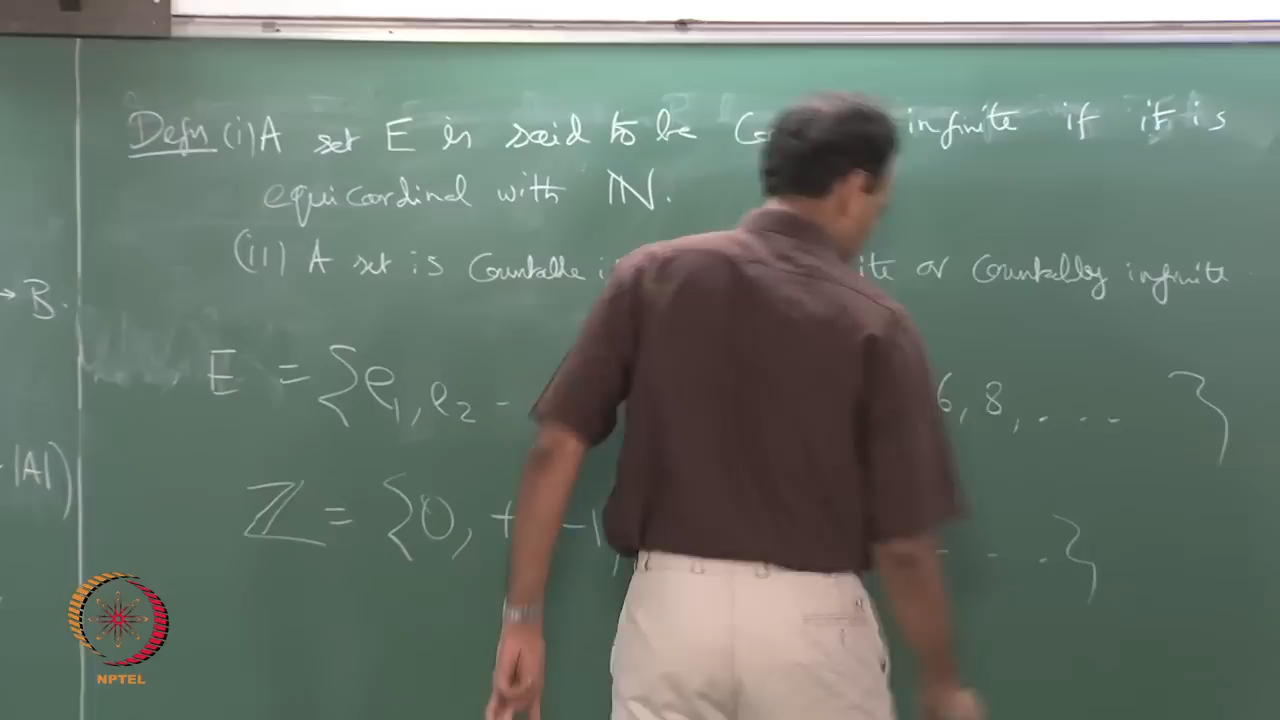 Defn (i) A set E is said to be infinite if it is
equicardinal with ℕ.
(ii) A set is Countable or Countably infinite
→ B.
E = {e₁, e₂ - 6, 8, . . . . }
|A|)
ℤ = {0, + -1, - - . . }
NPTEL